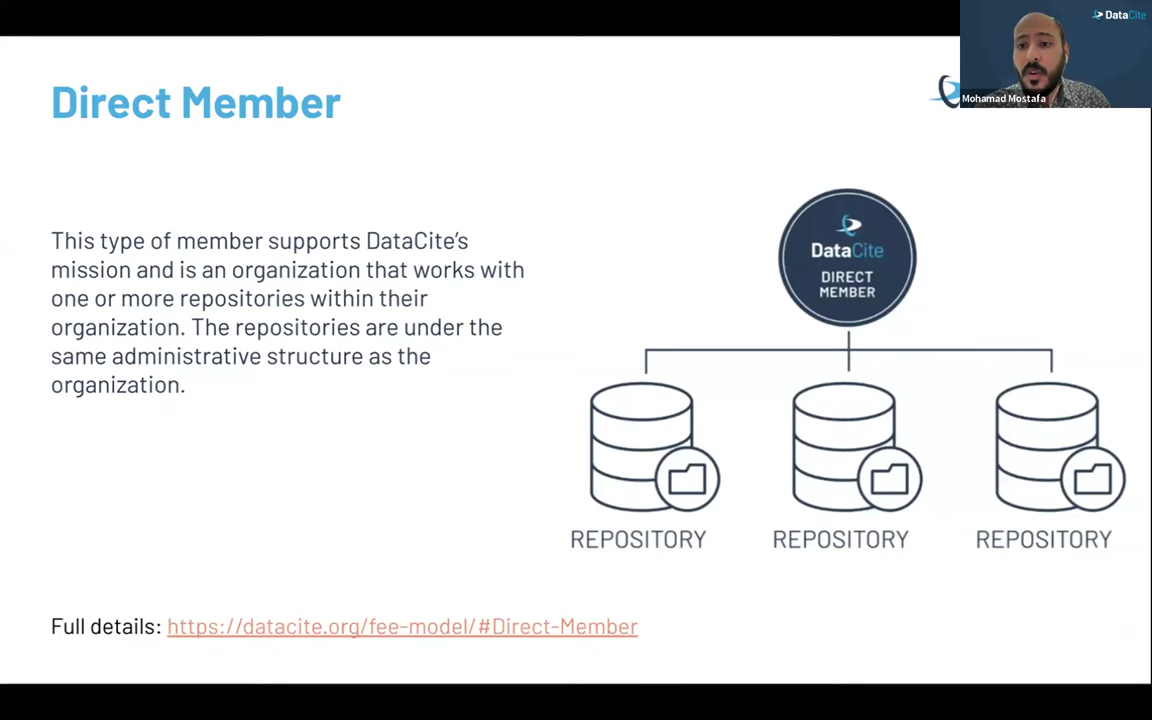 DataCite
Direct Member
Mohamad Mostafa
This type of member supports DataCite's
mission and is an organization that works with
one or more repositories within their
organization. The repositories are under the
same administrative structure as the
organization.
DataCite
DIRECT
MEMBER
REPOSITORY
REPOSITORY
REPOSITORY
Full details: https://datacite.org/fee-model/#Direct-Member